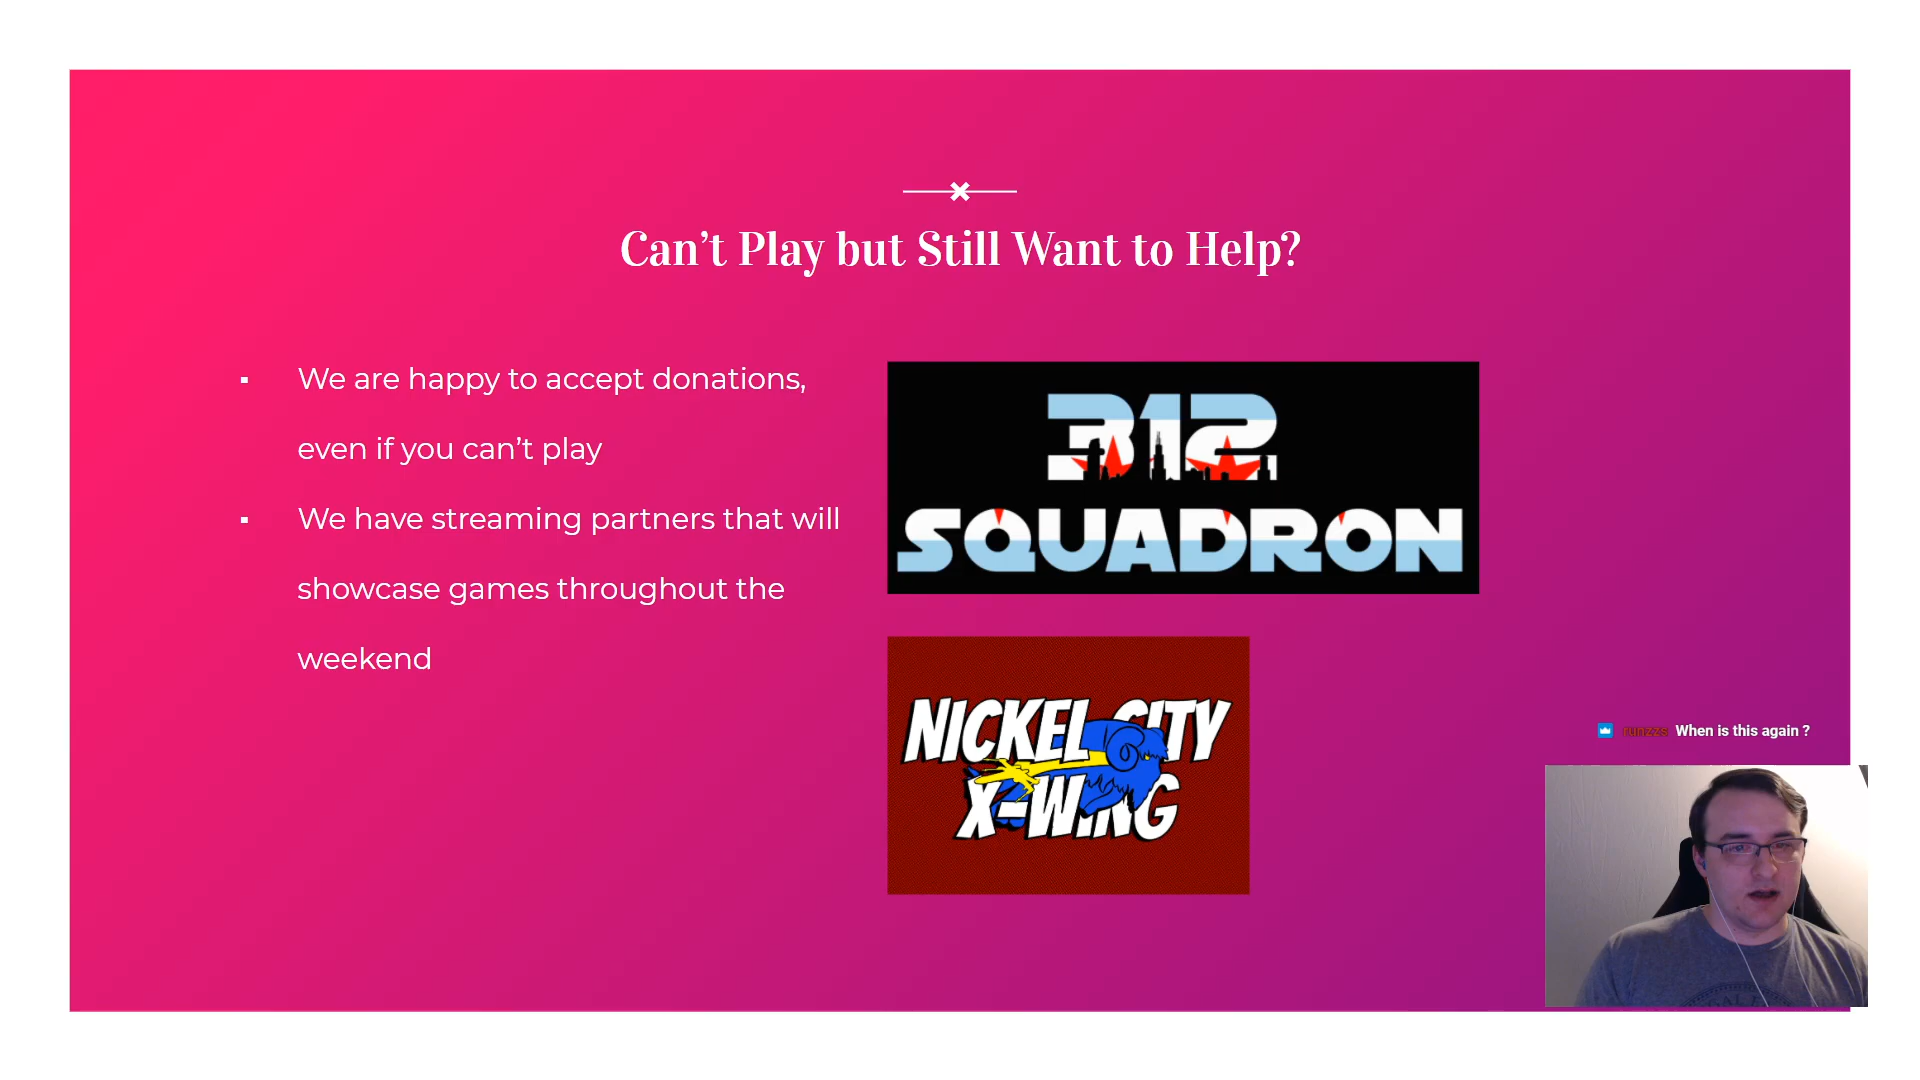 Can’t Play but Still Want to Help?
▪ We are happy to accept donations,
even if you can’t play
▪ We have streaming partners that will
showcase games throughout the
weekend
312
SQUADRON
NICKEL CITY
X-WING
runzzs When is this again ?